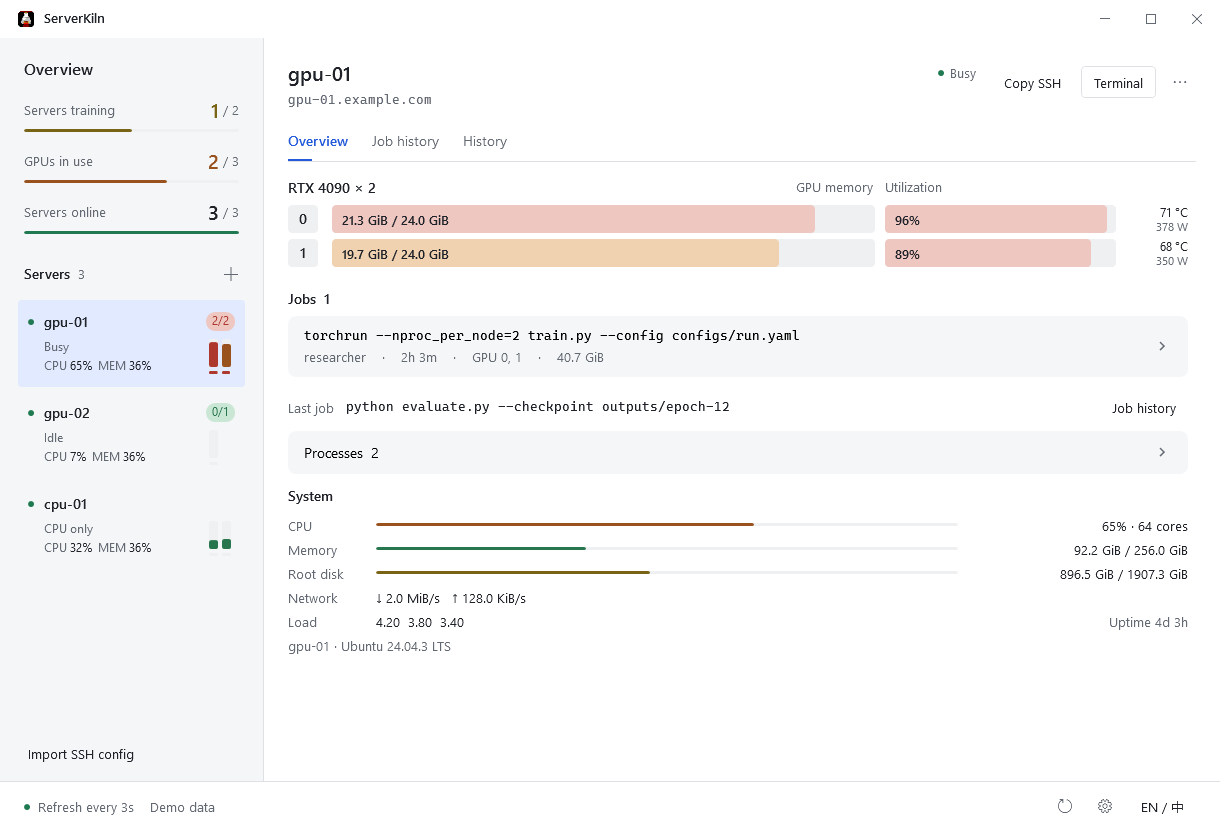 ServerKiln
Overview
Servers training 1 / 2
GPUs in use 2 / 3
Servers online 3 / 3
Servers 3
gpu-01 2/2
Busy
CPU 65% MEM 36%
gpu-02 0/1
Idle
CPU 7% MEM 36%
cpu-01
CPU only
CPU 32% MEM 36%
Import SSH config
gpu-01
gpu-01.example.com
Busy
Copy SSH
Terminal
···
Overview Job history History
RTX 4090 × 2 GPU memory Utilization
0 21.3 GiB / 24.0 GiB 96% 71 °C
378 W
1 19.7 GiB / 24.0 GiB 89% 68 °C
350 W
Jobs 1
torchrun --nproc_per_node=2 train.py --config configs/run.yaml
researcher · 2h 3m · GPU 0, 1 · 40.7 GiB
Last job python evaluate.py --checkpoint outputs/epoch-12 Job history
Processes 2
System
CPU 65% · 64 cores
Memory 92.2 GiB / 256.0 GiB
Root disk 896.5 GiB / 1907.3 GiB
Network ↓ 2.0 MiB/s ↑ 128.0 KiB/s
Load 4.20 3.80 3.40 Uptime 4d 3h
gpu-01 · Ubuntu 24.04.3 LTS
Refresh every 3s Demo data EN / 中